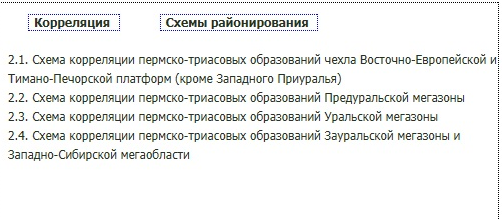 Корреляция Схемы районирования
2.1. Схема корреляции пермско-триасовых образований чехла Восточно-Европейской и
Тимано-Печорской платформ (кроме Западного Приуралья)
2.2. Схема корреляции пермско-триасовых образований Предуральской мегазоны
2.3. Схема корреляции пермско-триасовых образований Уральской мегазоны
2.4. Схема корреляции пермско-триасовых образований Зауральской мегазоны и
Западно-Сибирской мегаобласти